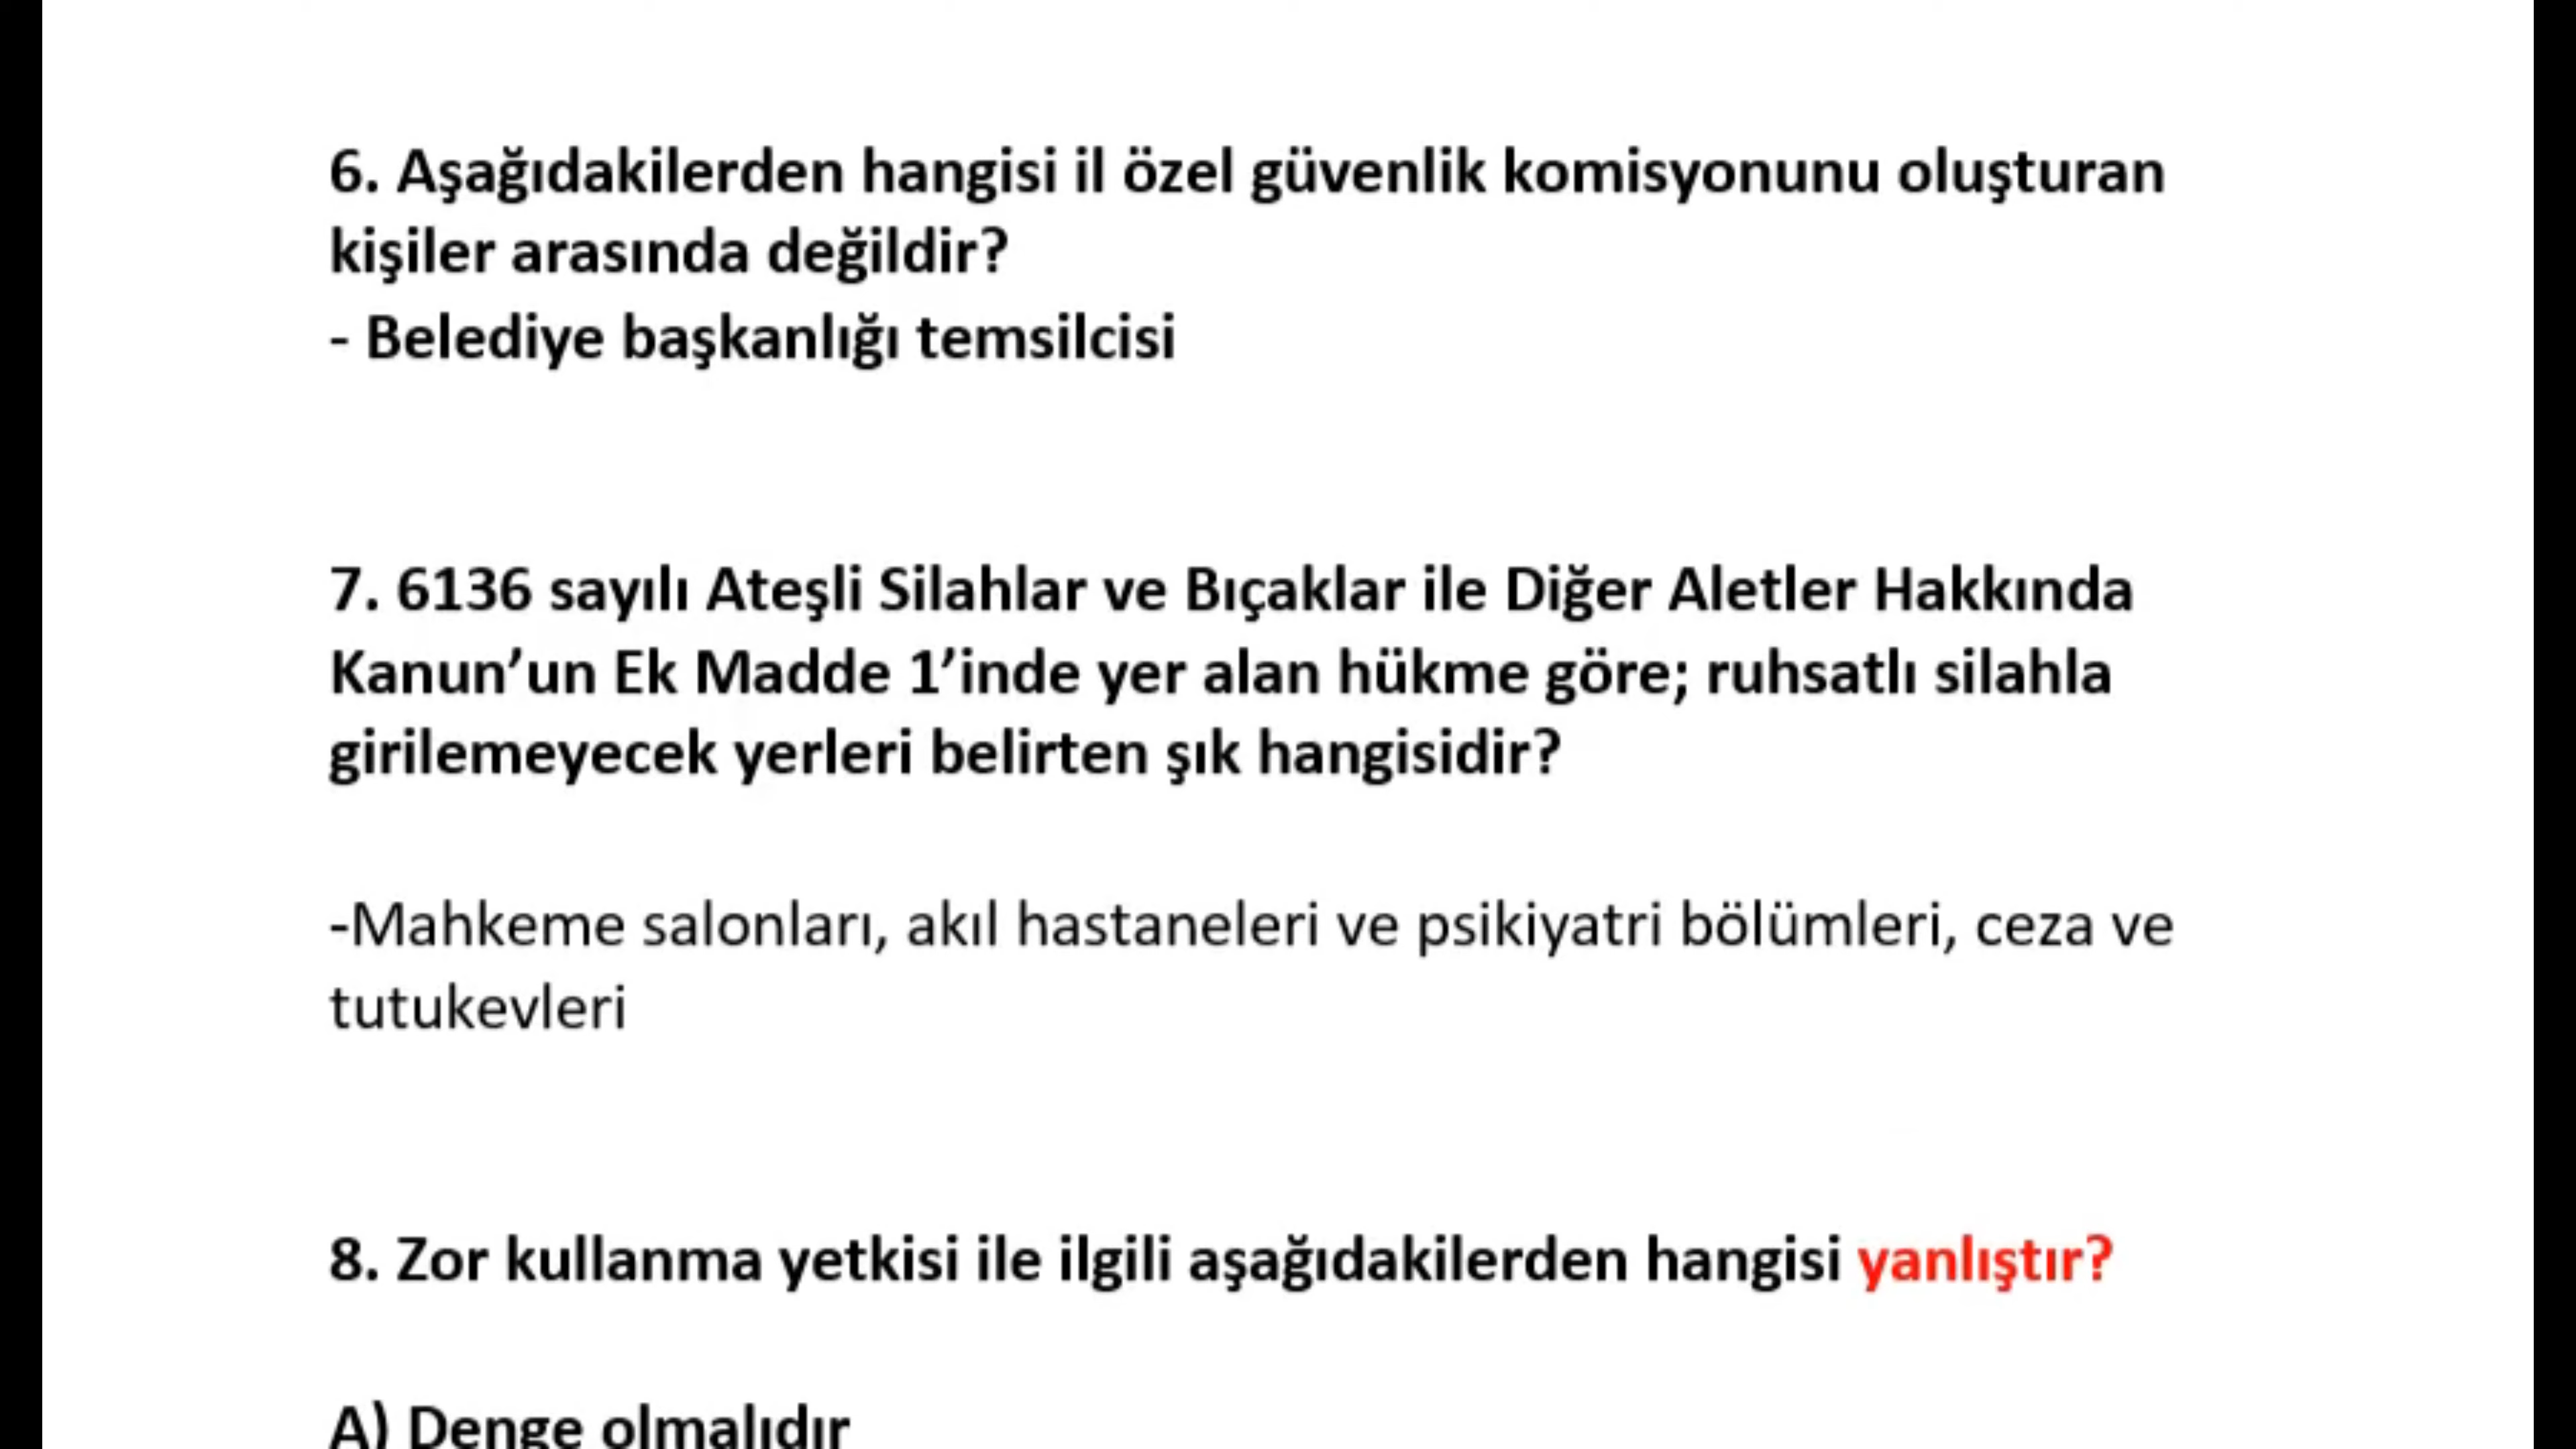 6. Aşağıdakilerden hangisi il özel güvenlik komisyonunu oluşturan
kişiler arasında değildir?
- Belediye başkanlığı temsilcisi
7. 6136 sayılı Ateşli Silahlar ve Bıçaklar ile Diğer Aletler Hakkında
Kanun’un Ek Madde 1’inde yer alan hükme göre; ruhsatlı silahla
girilemeyecek yerleri belirten şık hangisidir?
-Mahkeme salonları, akıl hastaneleri ve psikiyatri bölümleri, ceza ve
tutukevleri
8. Zor kullanma yetkisi ile ilgili aşağıdakilerden hangisi yanlıştır?
A) Denge olmalıdır